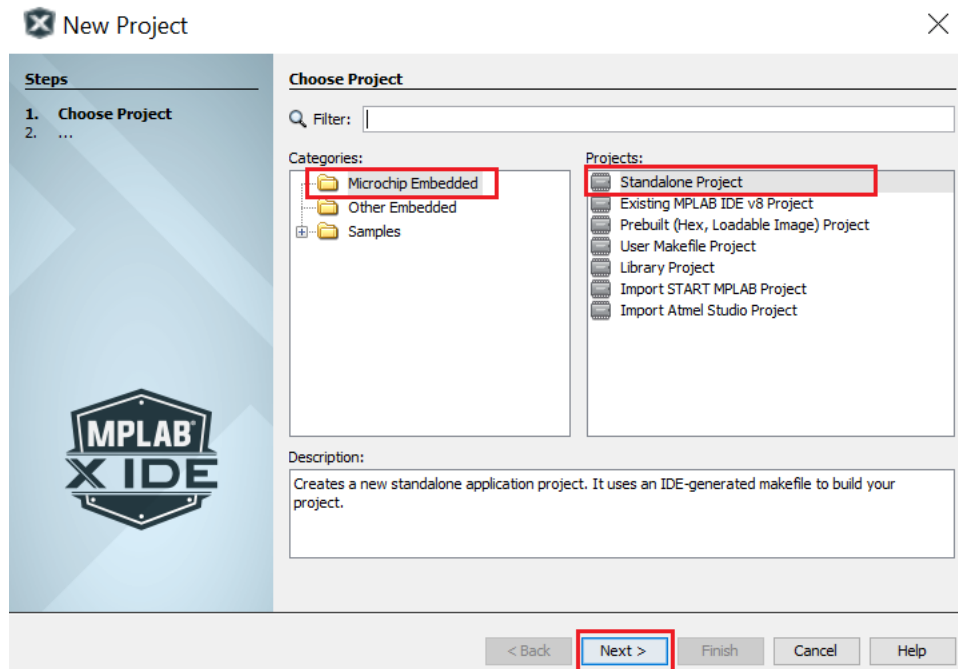 New Project
Steps
1. Choose Project
2. ...
Choose Project
Filter:
Categories:
Microchip Embedded
Other Embedded
Samples
Projects:
Standalone Project
Existing MPLAB IDE v8 Project
Prebuilt (Hex, Loadable Image) Project
User Makefile Project
Library Project
Import START MPLAB Project
Import Atmel Studio Project
MPLAB®
X IDE
Description:
Creates a new standalone application project. It uses an IDE-generated makefile to build your
project.
< Back
Next >
Finish
Cancel
Help